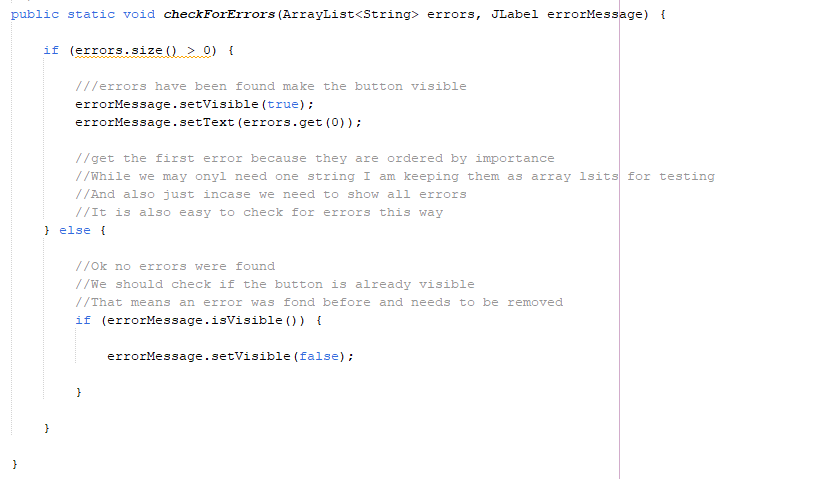 public static void checkForErrors(ArrayList<String> errors, JLabel errorMessage) {
if (errors.size() > 0) {
///errors have been found make the button visible
errorMessage.setVisible(true);
errorMessage.setText(errors.get(0));
//get the first error because they are ordered by importance
//While we may onyl need one string I am keeping them as array lsits for testing
//And also just incase we need to show all errors
//It is also easy to check for errors this way
} else {
//Ok no errors were found
//We should check if the button is already visible
//That means an error was fond before and needs to be removed
if (errorMessage.isVisible()) {
errorMessage.setVisible(false);
}
}
}